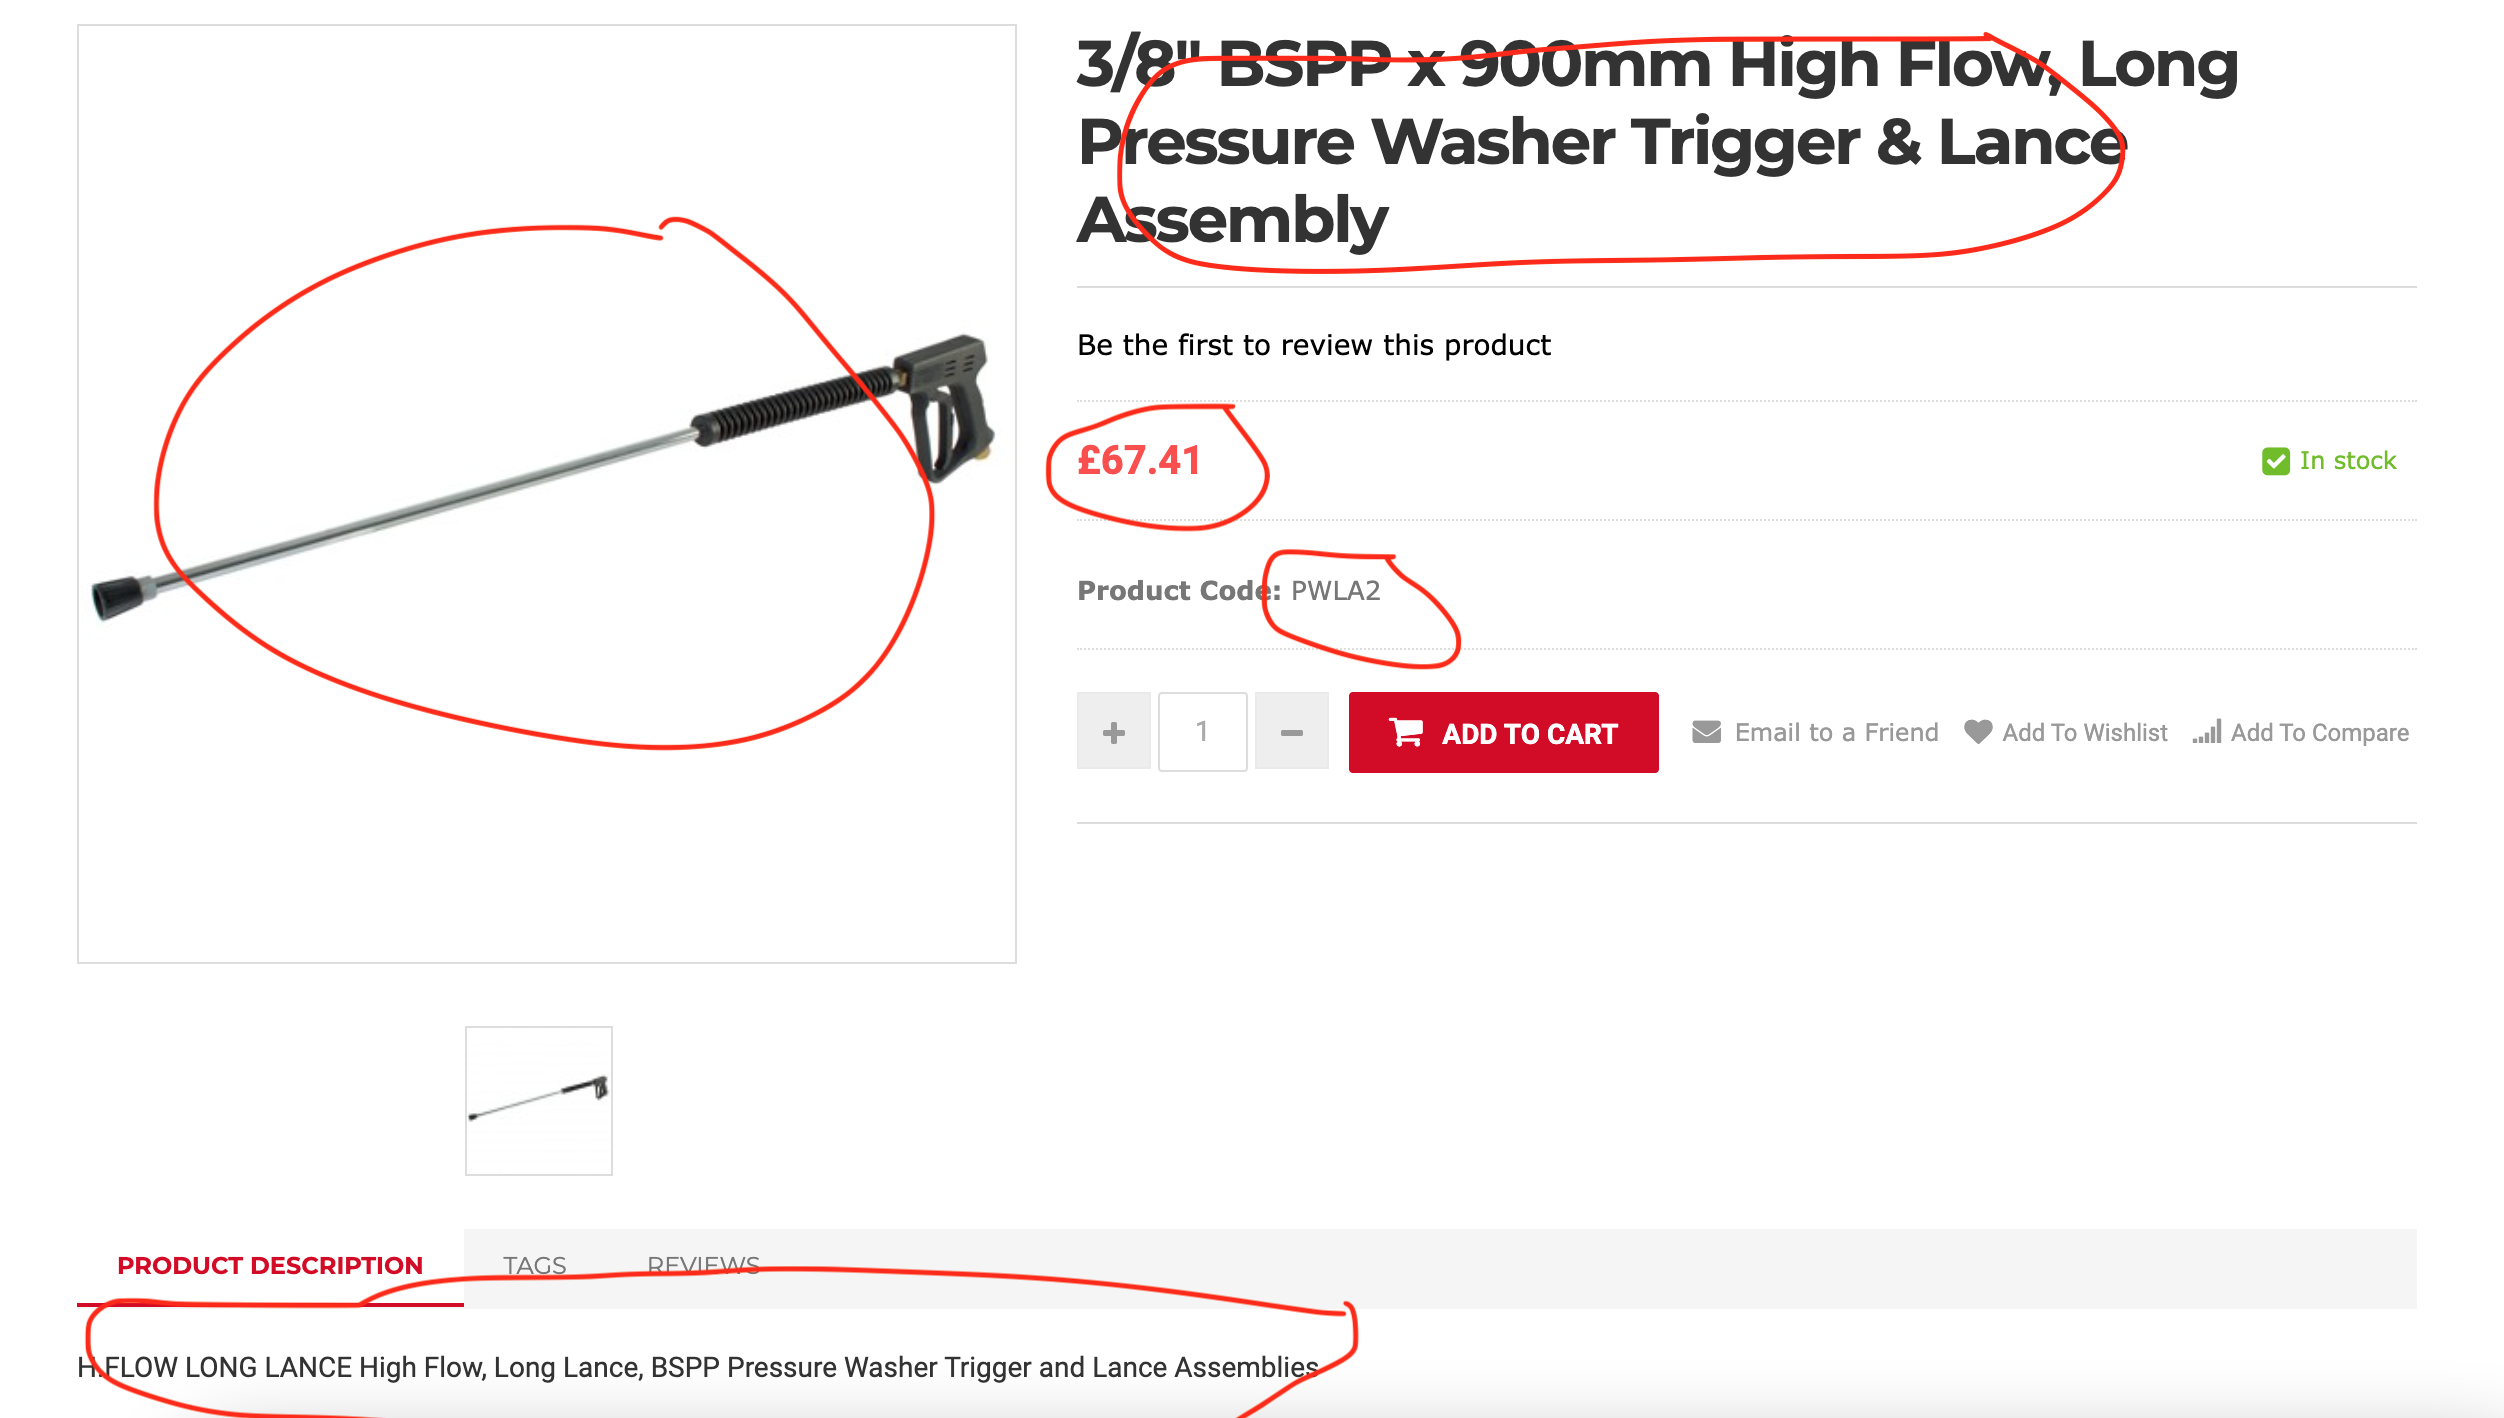 3/8" BSPP x 900mm High Flow, Long
Pressure Washer Trigger & Lance
Assembly
Be the first to review this product
£67.41
In stock
Product Code: PWLA2
1
ADD TO CART
Email to a Friend
Add To Wishlist
Add To Compare
PRODUCT DESCRIPTION
TAGS
REVIEWS
H.FLOW LONG LANCE High Flow, Long Lance, BSPP Pressure Washer Trigger and Lance Assemblies